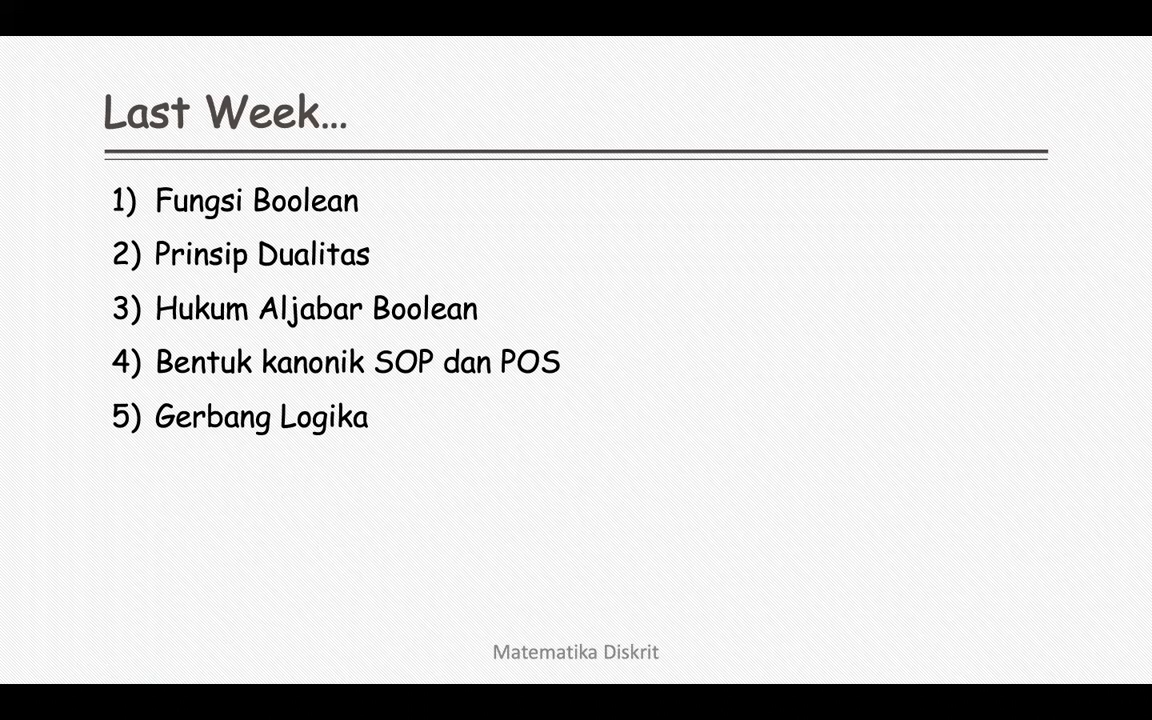 Last Week...
1) Fungsi Boolean
2) Prinsip Dualitas
3) Hukum Aljabar Boolean
4) Bentuk kanonik SOP dan POS
5) Gerbang Logika
Matematika Diskrit